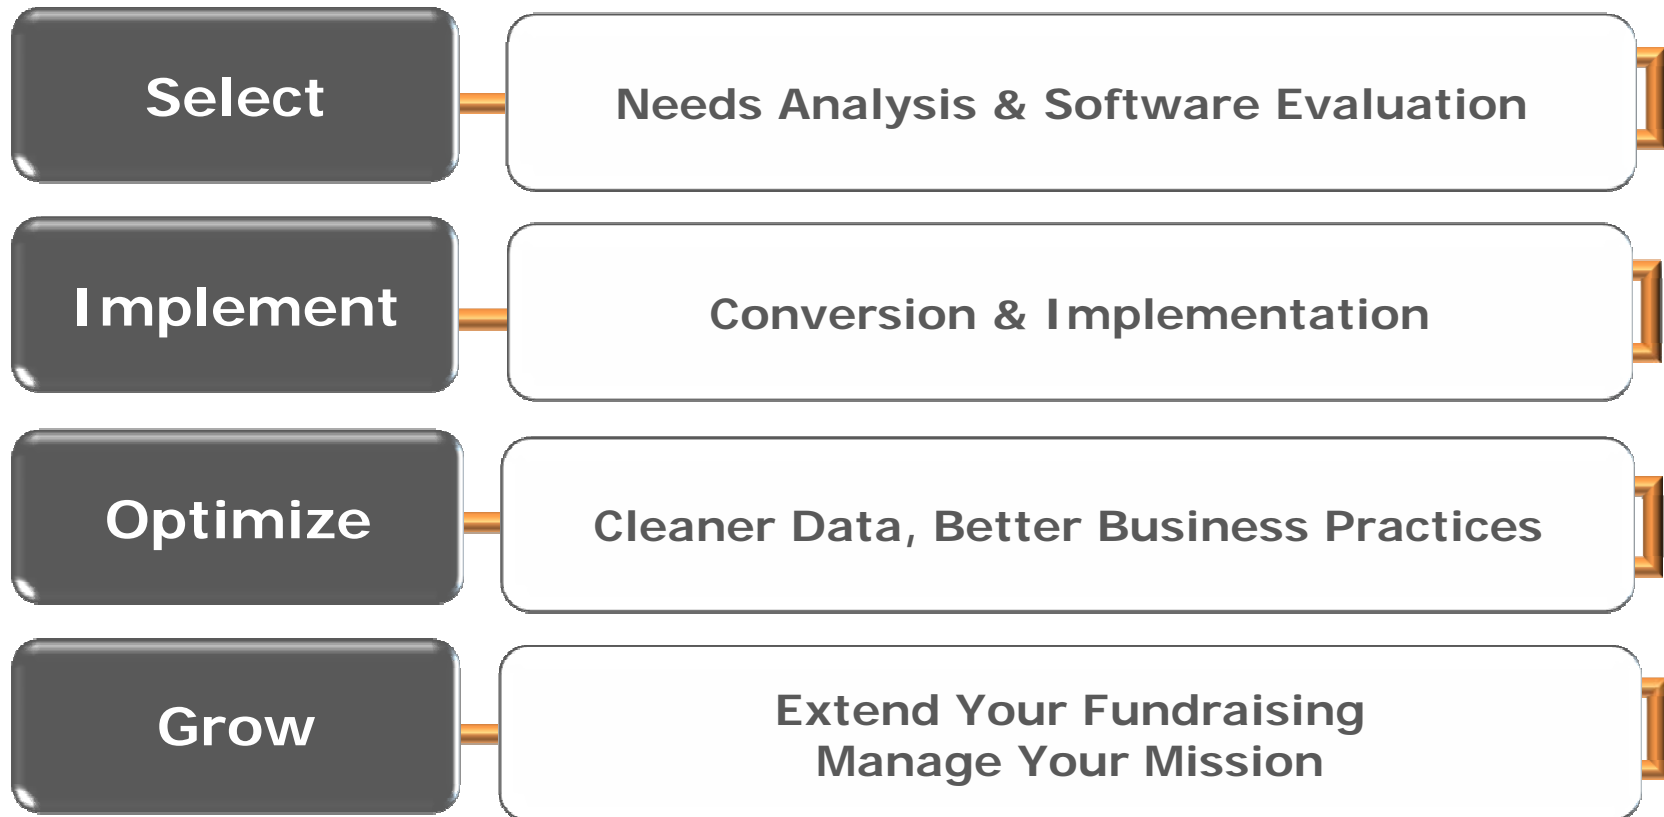 Select
Needs Analysis & Software Evaluation
Implement
Conversion & Implementation
Optimize
Cleaner Data, Better Business Practices
Grow
Extend Your Fundraising
Manage Your Mission